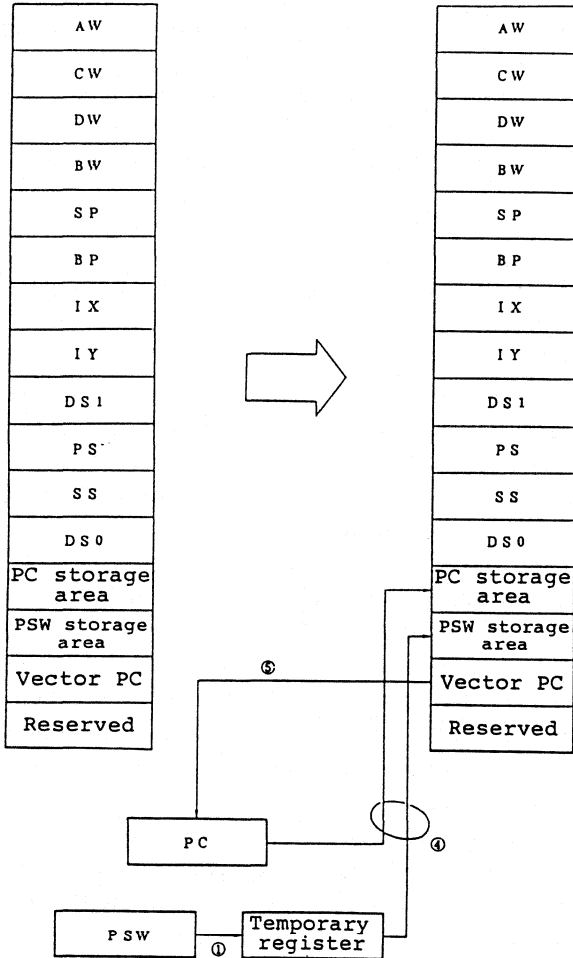 AW
CW
DW
BW
SP
BP
IX
IY
DS1
PS
SS
DS0
PC storage
area
PSW storage
area
Vector PC
Reserved
AW
CW
DW
BW
SP
BP
IX
IY
DS1
PS
SS
DS0
PC storage
area
PSW storage
area
Vector PC
Reserved
⑤
PC
④
PSW
①
Temporary
register